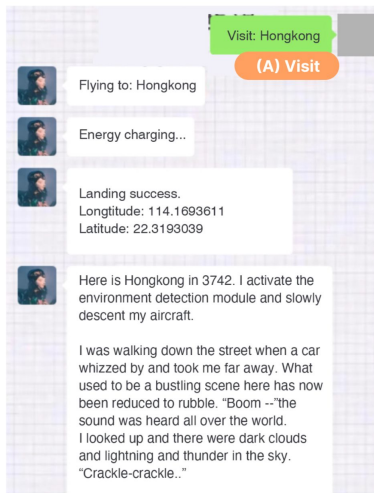 Visit: Hongkong
(A) Visit
Flying to: Hongkong
Energy charging...
Landing success.
Longtitude: 114.1693611
Latitude: 22.3193039
Here is Hongkong in 3742. I activate the
environment detection module and slowly
descent my aircraft.
I was walking down the street when a car
whizzed by and took me far away. What
used to be a bustling scene here has now
been reduced to rubble. “Boom --”the
sound was heard all over the world.
I looked up and there were dark clouds
and lightning and thunder in the sky.
“Crackle-crackle..”